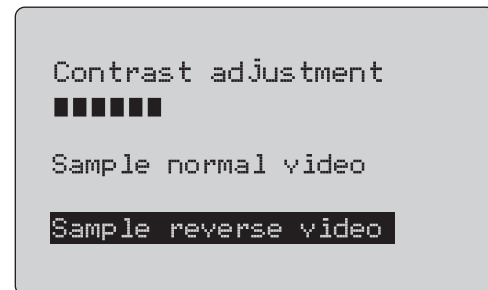 Contrast adjustment
Sample normal video
Sample reverse video